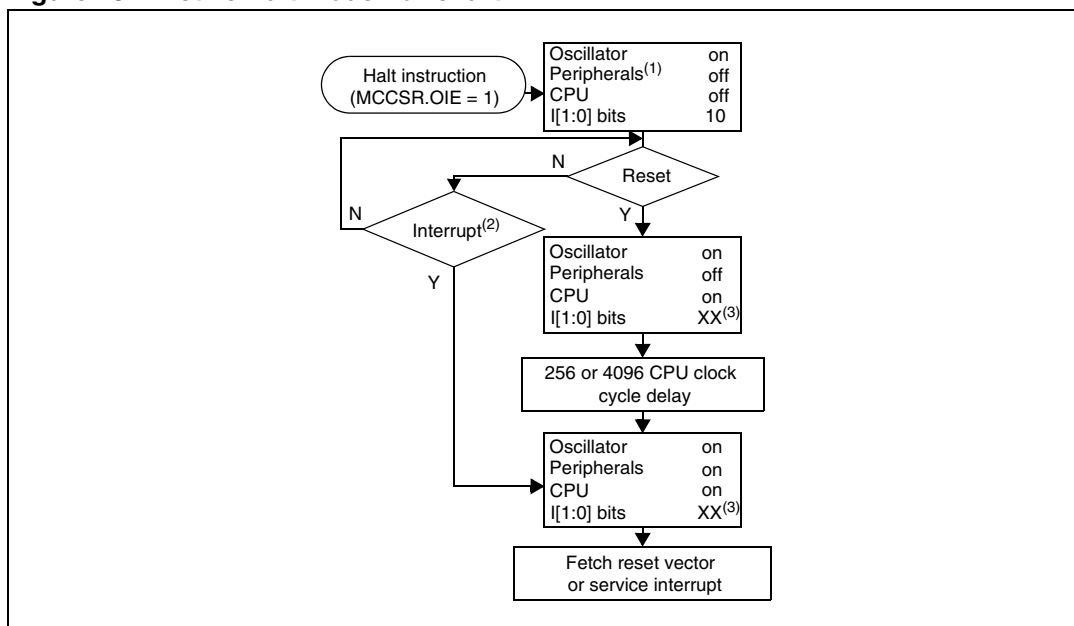 Halt instruction
(MCCSR.OIE = 1)
Oscillator on
Peripherals(1) off
CPU off
I[1:0] bits 10
N
Reset
N
Interrupt(2)
Y
Y
Oscillator on
Peripherals off
CPU on
I[1:0] bits XX(3)
256 or 4096 CPU clock
cycle delay
Oscillator on
Peripherals on
CPU on
I[1:0] bits XX(3)
Fetch reset vector
or service interrupt